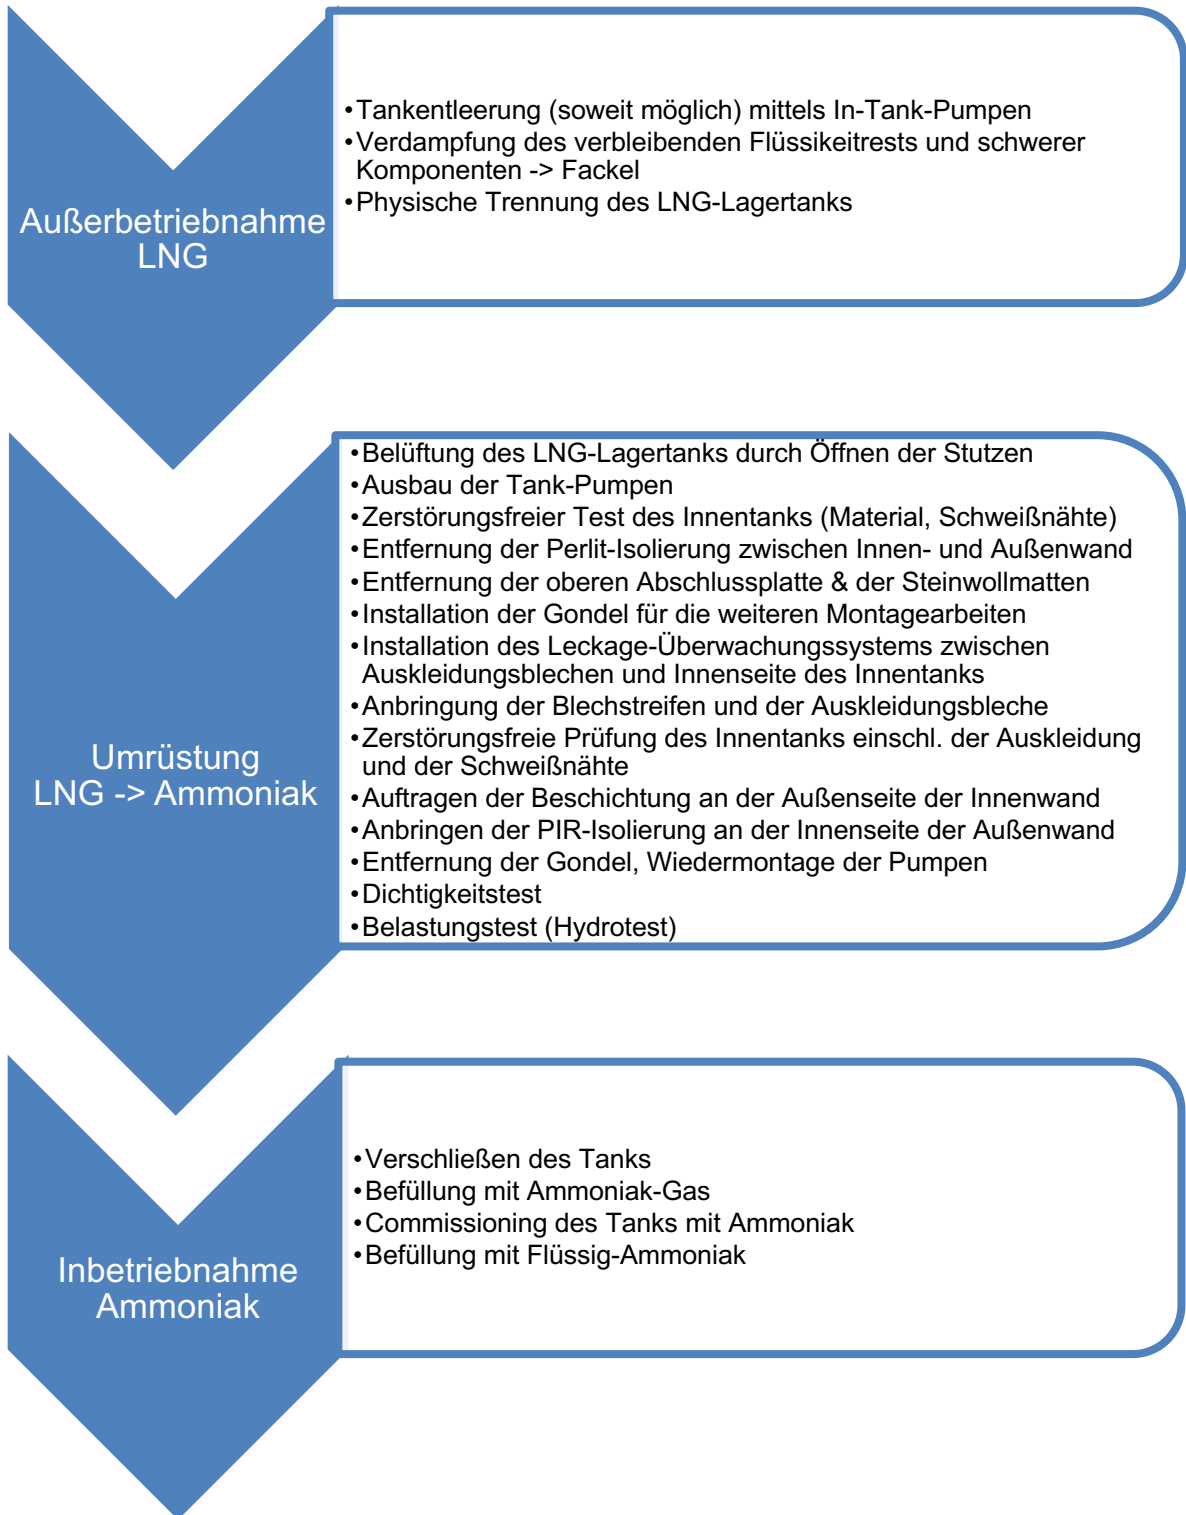 Außerbetriebnahme
LNG
•Tankentleerung (soweit möglich) mittels In-Tank-Pumpen
•Verdampfung des verbleibenden Flüssikeitrests und schwerer
Komponenten -> Fackel
•Physische Trennung des LNG-Lagertanks
Umrüstung
LNG -> Ammoniak
•Belüftung des LNG-Lagertanks durch Öffnen der Stutzen
•Ausbau der Tank-Pumpen
•Zerstörungsfreier Test des Innentanks (Material, Schweißnähte)
•Entfernung der Perlit-Isolierung zwischen Innen- und Außenwand
•Entfernung der oberen Abschlussplatte & der Steinwollmatten
•Installation der Gondel für die weiteren Montagearbeiten
•Installation des Leckage-Überwachungssystems zwischen
Auskleidungsblechen und Innenseite des Innentanks
•Anbringung der Blechstreifen und der Auskleidungsbleche
•Zerstörungsfreie Prüfung des Innentanks einschl. der Auskleidung
und der Schweißnähte
•Auftragen der Beschichtung an der Außenseite der Innenwand
•Anbringen der PIR-Isolierung an der Innenseite der Außenwand
•Entfernung der Gondel, Wiedermontage der Pumpen
•Dichtigkeitstest
•Belastungstest (Hydrotest)
Inbetriebnahme
Ammoniak
•Verschließen des Tanks
•Befüllung mit Ammoniak-Gas
•Commissioning des Tanks mit Ammoniak
•Befüllung mit Flüssig-Ammoniak